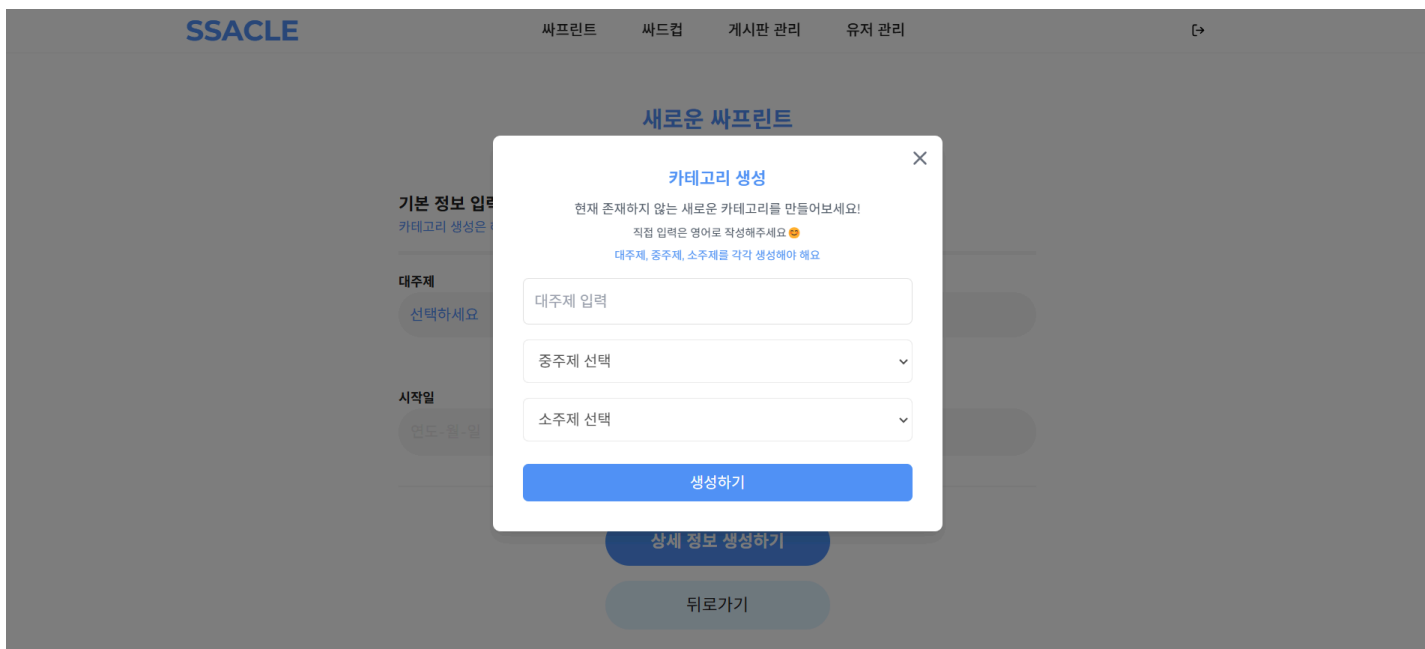 SSACLE
싸프린트 싸드컵 게시판 관리 유저 관리
새로운 싸프린트
카테고리 생성
현재 존재하지 않는 새로운 카테고리를 만들어보세요!
직접 입력은 영어로 작성해주세요😊
대주제, 중주제, 소주제를 각각 생성해야 해요
기본 정보 입력
카테고리 생성은
대주제
선택하세요
대주제 입력
중주제 선택
시작일
연도-월-일
소주제 선택
생성하기
상세 정보 생성하기
뒤로가기